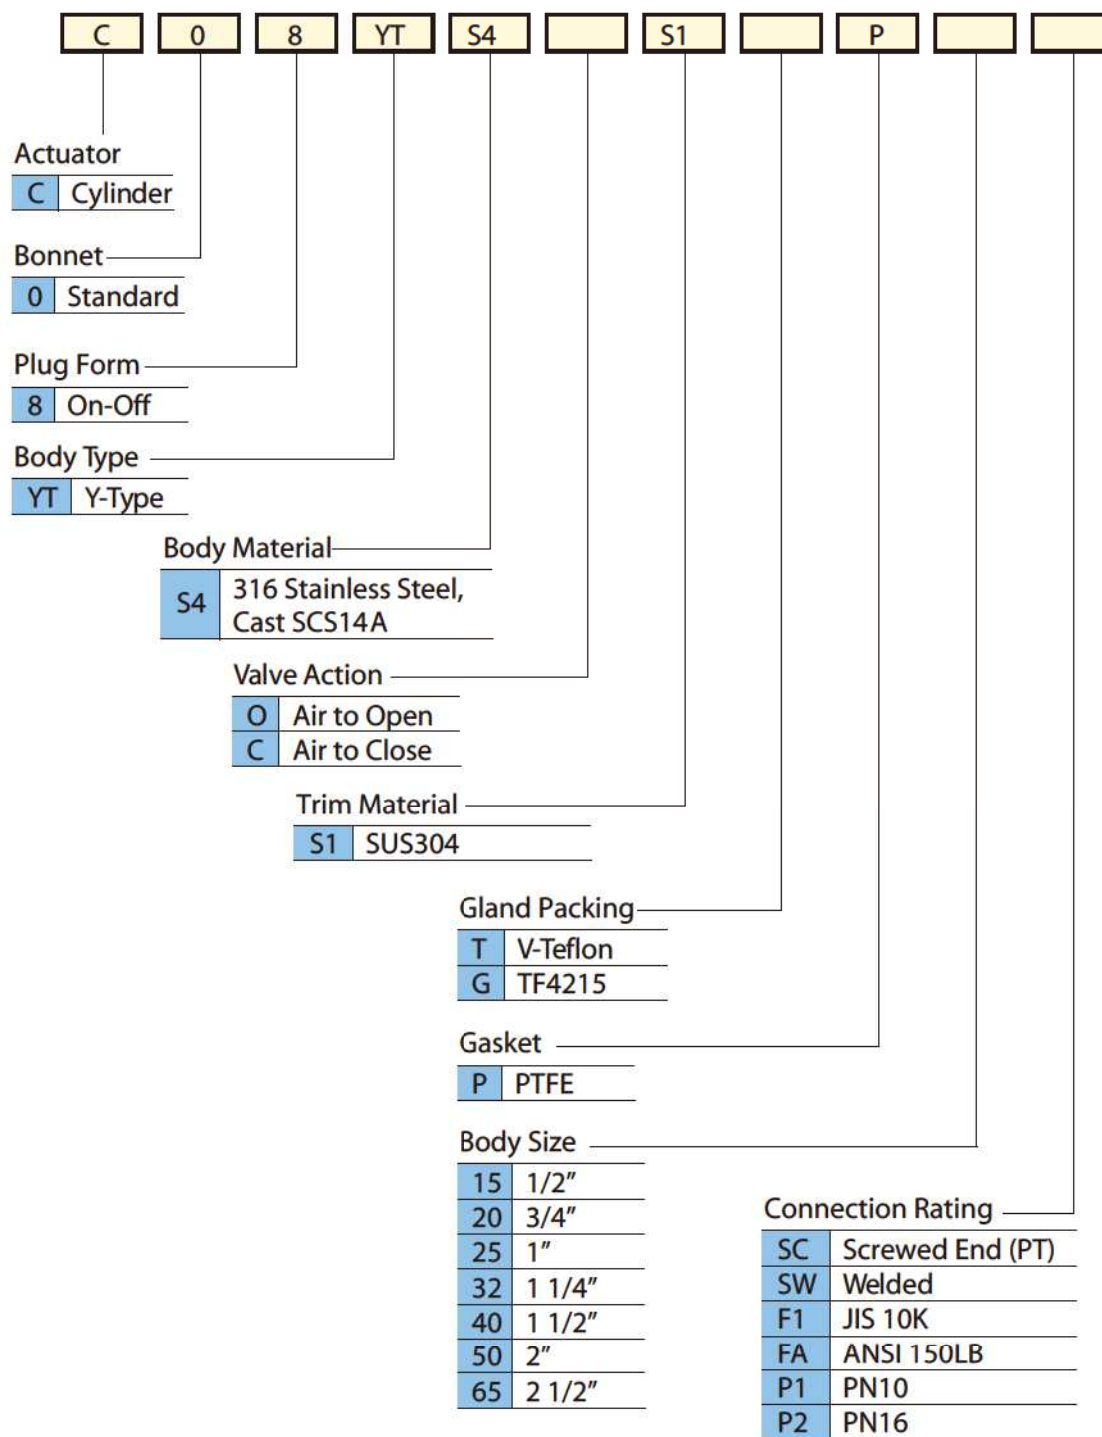 C 0 8 YT S4 S1 P
Actuator
C Cylinder
Bonnet
0 Standard
Plug Form
8 On-Off
Body Type
YT Y-Type
Body Material
S4 316 Stainless Steel,
Cast SCS14A
Valve Action
O Air to Open
C Air to Close
Trim Material
S1 SUS304
Gland Packing
T V-Teflon
G TF4215
Gasket
P PTFE
Body Size
15 1/2”
20 3/4”
25 1”
32 1 1/4”
40 1 1/2”
50 2”
65 2 1/2”
Connection Rating
SC Screwed End (PT)
SW Welded
F1 JIS 10K
FA ANSI 150LB
P1 PN10
P2 PN16